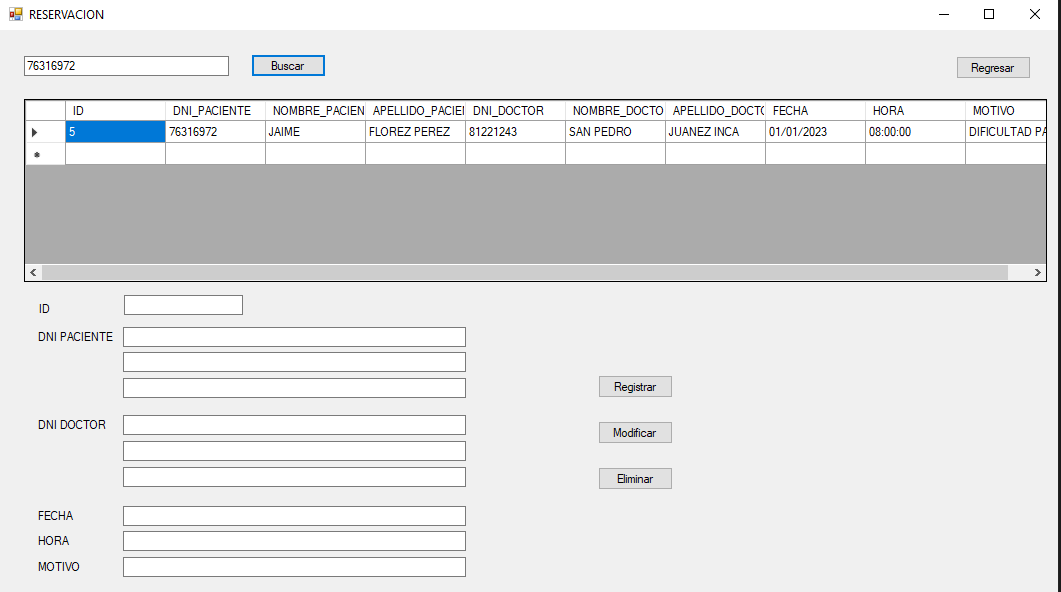 RESERVACION
76316972 Buscar Regresar
ID DNI_PACIENTE NOMBRE_PACIEN APELLIDO_PACIEI DNI_DOCTOR NOMBRE_DOCTO APELLIDO_DOCTO FECHA HORA MOTIVO
5 76316972 JAIME FLOREZ PEREZ 81221243 SAN PEDRO JUANEZ INCA 01/01/2023 08:00:00 DIFICULTAD PA
ID
DNI PACIENTE
Registrar
DNI DOCTOR
Modificar
Eliminar
FECHA
HORA
MOTIVO